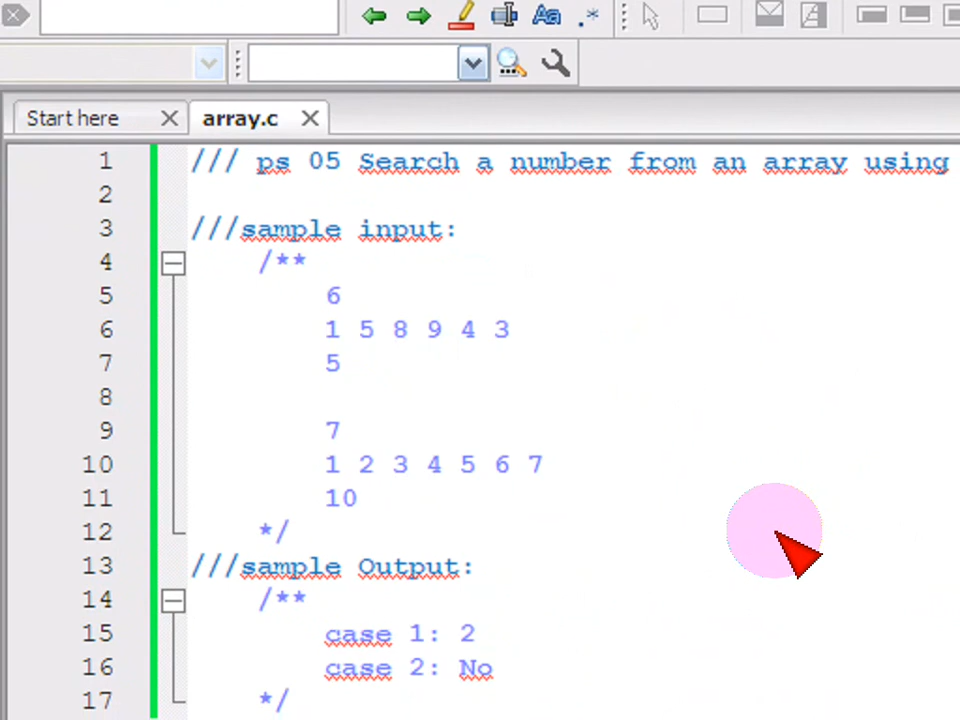 Start here
array.c
1 /// ps 05 Search a number from an array using
2
3 ///sample input:
4 /**
5 6
6 1 5 8 9 4 3
7 5
8
9 7
10 1 2 3 4 5 6 7
11 10
12 */
13 ///sample Output:
14 /**
15 case 1: 2
16 case 2: No
17 */